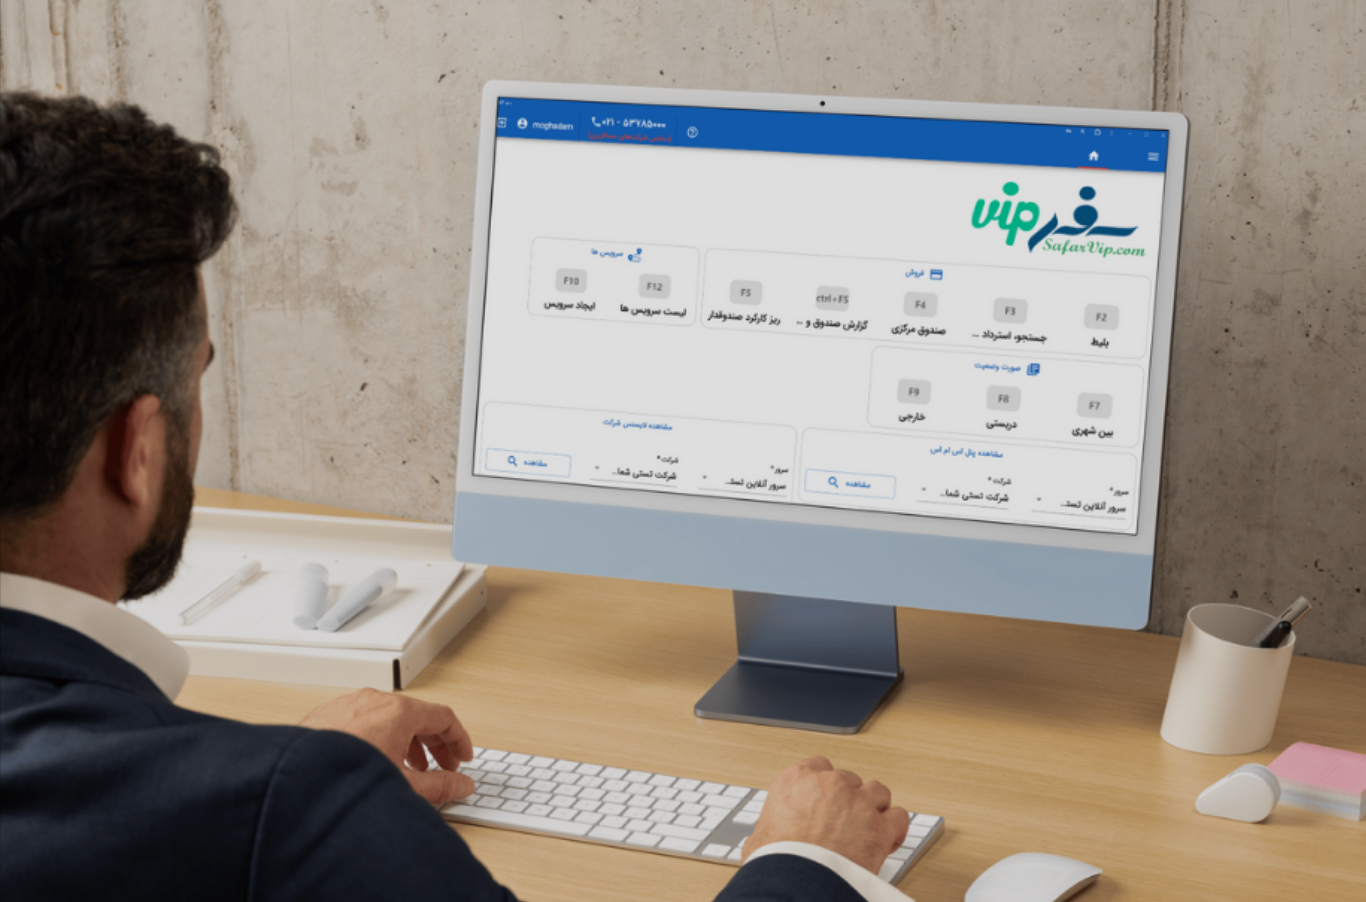 moghadam
۰۲۱ - ۵۳۷۸۵۰۰۰
سفر vip
SafarVip.com
فروش
F2
بلیط
F3
جستجو، استرداد ...
F4
صندوق مرکزی
ctrl+F5
گزارش صندوق و ...
F5
ریز کارکرد صندوقدار
سرویس ها
F12
لیست سرویس ها
F10
ایجاد سرویس
صورت وضعیت
F7
بین شهری
F8
دربستی
F9
خارجی
مشاهده پنل اس ام اس
سرور *
سرور آنلاین تست...
شرکت *
شرکت تستی شما...
مشاهده
مشاهده لایسنس شرکت
سرور *
سرور آنلاین تست...
شرکت *
شرکت تستی شما...
مشاهده